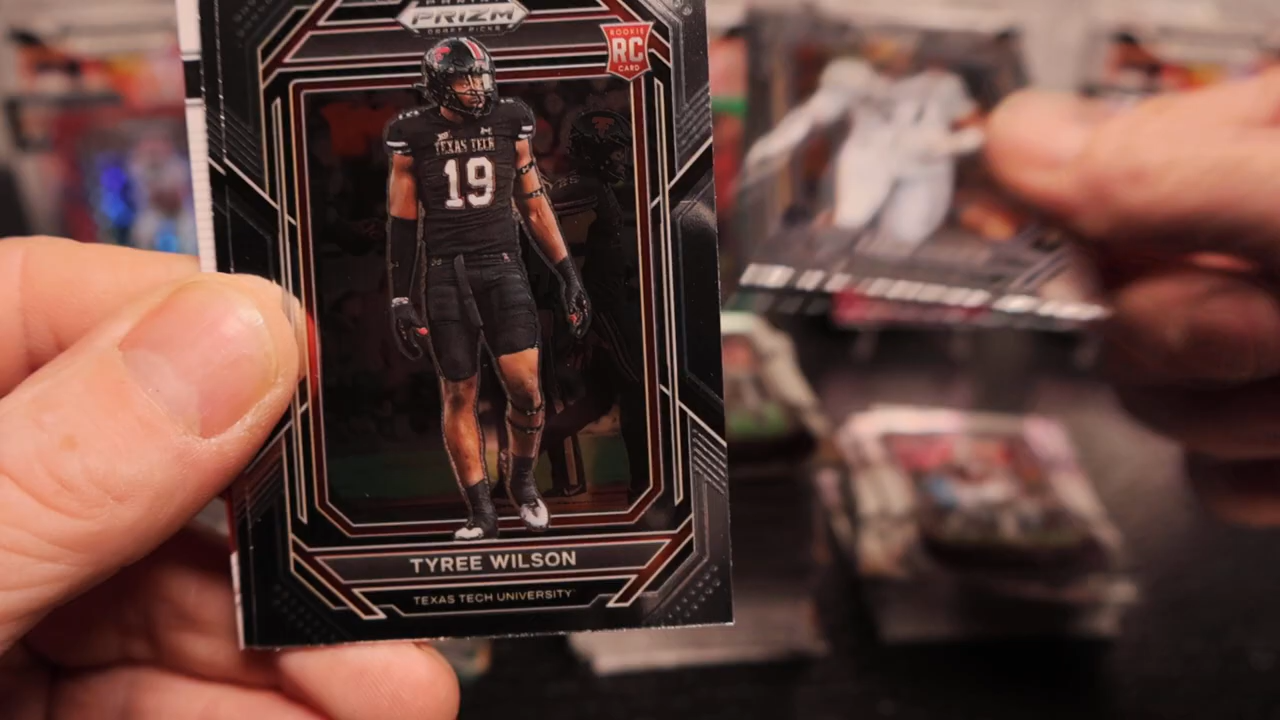 PRIZM
DRAFT PICKS
ROOKIE
RC
CARD
TEXAS TECH
19
TYREE WILSON
TEXAS TECH UNIVERSITY